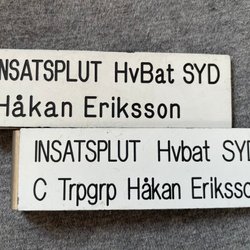 INSATSPLUT HvBat SYD
Håkan Eriksson
INSATSPLUT Hvbat SYD
C Trpgrp Håkan Eriksso